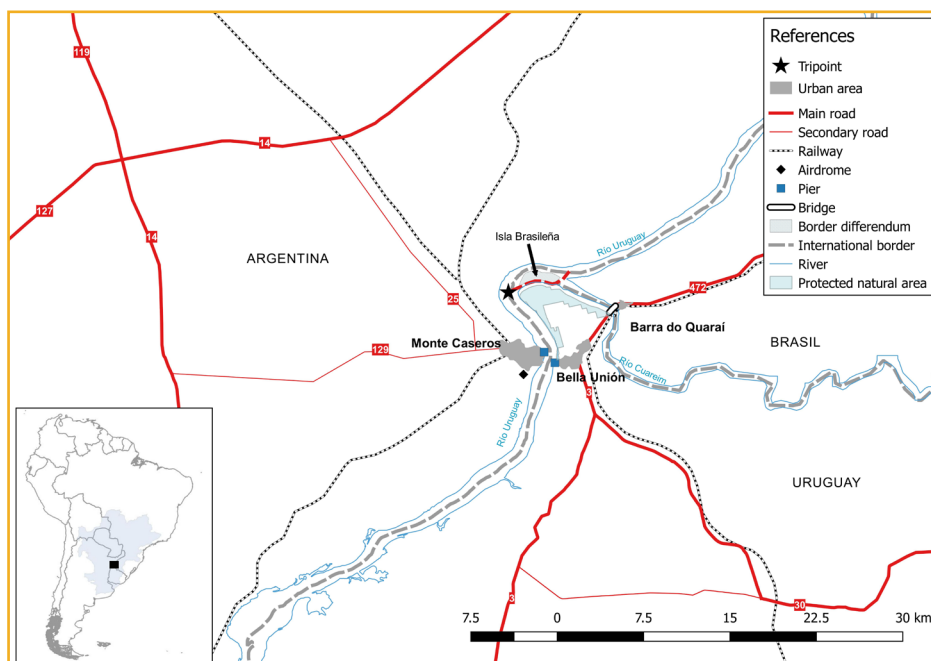 119
References
Tripoint
Urban area
Main road
Secondary road
Railway
Airdrome
Pier
Bridge
Border differendum
International border
River
Protected natural area
14
127
14
Río Uruguay
Isla Brasileña
ARGENTINA
472
25
Barra do Quaraí
Monte Caseros
129
BRASIL
Río Cuareim
Bella Unión
3
Río Uruguay
URUGUAY
3
30
7.5 0 7.5 15 22.5 30 km